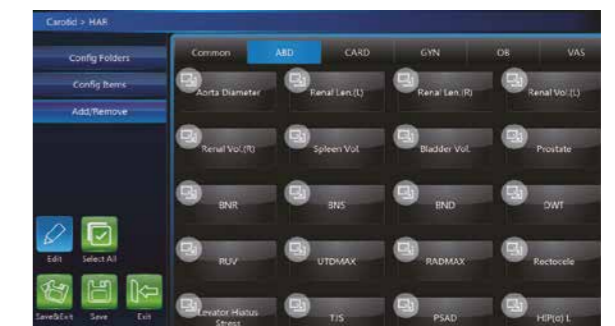 Carotid > HAR
Config Folders
Config Items
Add/Remove
Common ABD CARD GYN OB VAS
Aorta Diameter Renal Len.(L) Renal Len.(R) Renal Vol.(L)
Renal Vol.(R) Spleen Vol. Bladder Vol. Prostate
BNR BNS BND DWT
RUV UTDMAX RADMAX Rectocele
Levator Hiatus Stress TJS PSAD HIP(α) L
Edit Select All
Save&Exit Save Exit